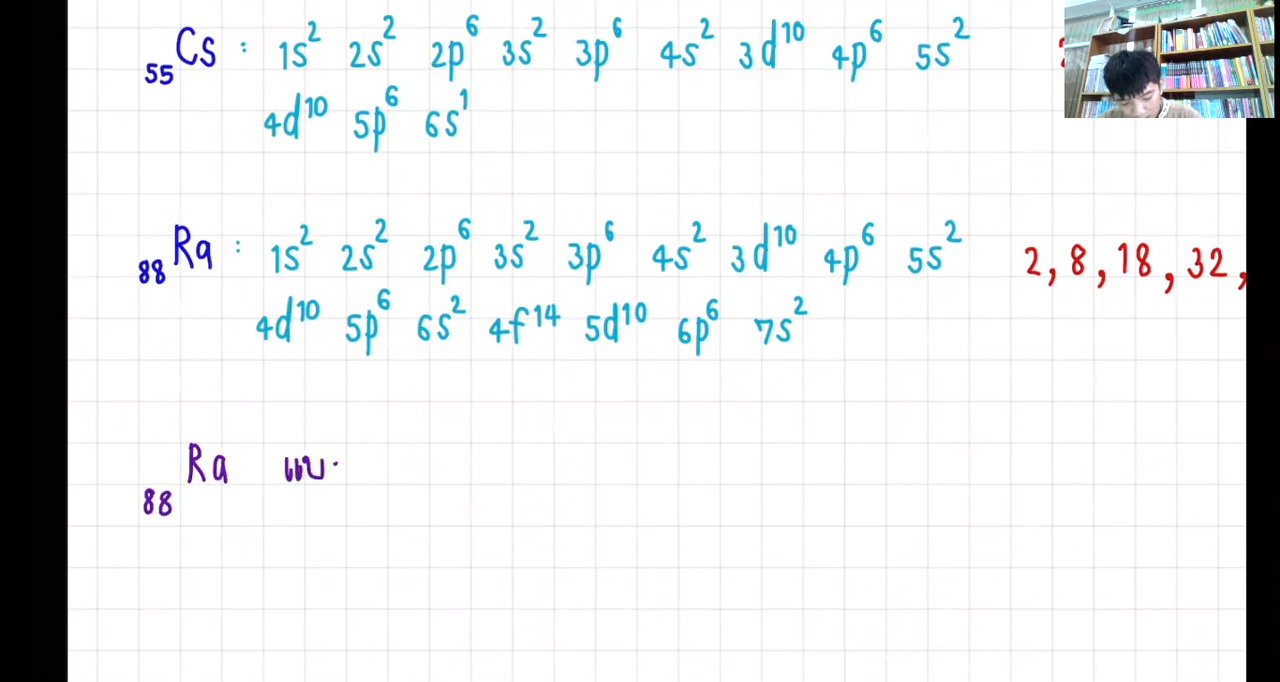 ₅₅Cs : 1s² 2s² 2p⁶ 3s² 3p⁶ 4s² 3d¹⁰ 4p⁶ 5s²
4d¹⁰ 5p⁶ 6s¹
₈₈Ra : 1s² 2s² 2p⁶ 3s² 3p⁶ 4s² 3d¹⁰ 4p⁶ 5s² 2, 8, 18, 32,
4d¹⁰ 5p⁶ 6s² 4f¹⁴ 5d¹⁰ 6p⁶ 7s²
₈₈Ra แบ